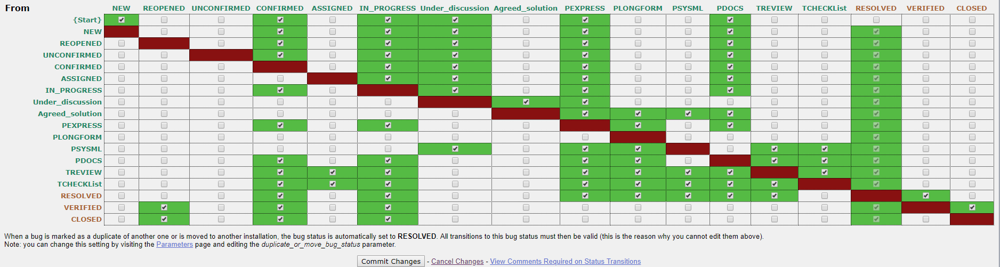 From NEW REOPENED UNCONFIRMED CONFIRMED ASSIGNED IN_PROGRESS Under_discussion Agreed_solution PEXPRESS PLONGFORM PSYSML PDOCS TREVIEW TCHECKList RESOLVED VERIFIED CLOSED
{Start}
NEW
REOPENED
UNCONFIRMED
CONFIRMED
ASSIGNED
IN_PROGRESS
Under_discussion
Agreed_solution
PEXPRESS
PLONGFORM
PSYSML
PDOCS
TREVIEW
TCHECKList
RESOLVED
VERIFIED
CLOSED
When a bug is marked as a duplicate of another one or is moved to another installation, the bug status is automatically set to RESOLVED. All transitions to this bug status must then be valid (this is the reason why you cannot edit them above).
Note: you can change this setting by visiting the Parameters page and editing the duplicate_or_move_bug_status parameter.
Commit Changes - Cancel Changes - View Comments Required on Status Transitions